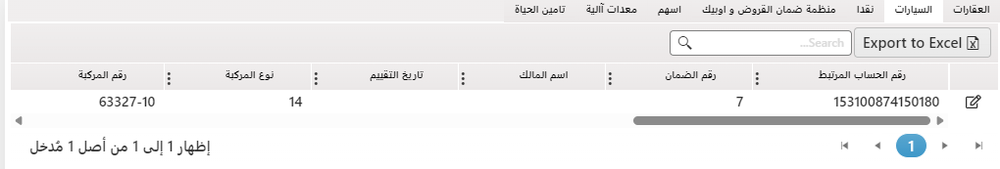 العقارات السيارات نقدا منظمة ضمان القروض و اوبيك اسهم معدات آآلية تامين الحياة
Export to Excel Search...
رقم الحساب المرتبط رقم الضمان اسم المالك تاريخ التقييم نوع المركبة رقم المركبة
153100874150180 7 14 63327-10
1
إظهار 1 إلى 1 من أصل 1 مُدخل